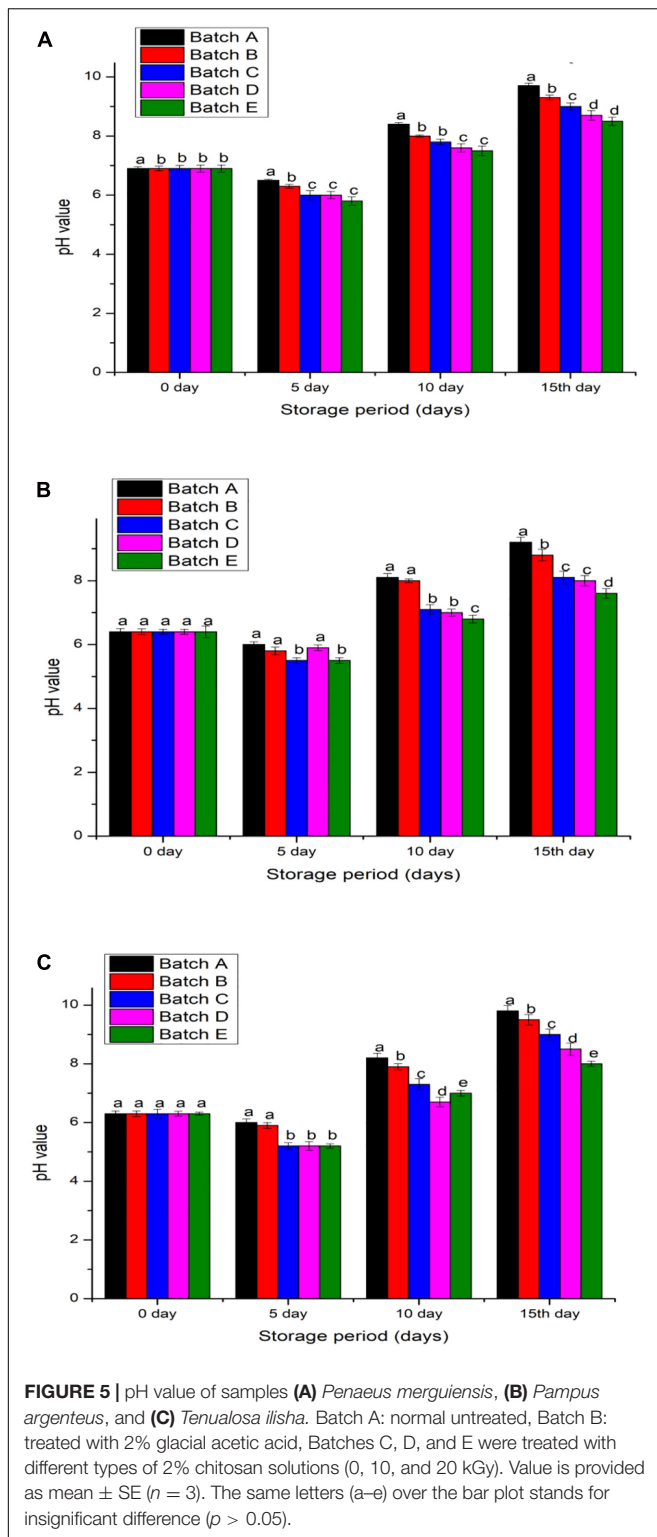 A
Batch A
Batch B
Batch C
Batch D
Batch E
a b c d d
a b b c c
a b b b b
a b c c c
10
8
6
4
2
0
pH value
0 day 5 day 10 day 15th day
Storage period (days)
B
Batch A
Batch B
Batch C
Batch D
Batch E
a b c c d
a a b b c
a a a a a
a a b a b
8
6
4
2
0
pH value
0 day 5 day 10 day 15th day
Storage period (days)
C
Batch A
Batch B
Batch C
Batch D
Batch E
a b c d e
a b c d e
a a a a a
a a b b b
10
8
6
4
2
0
pH value
0 day 5 day 10 day 15th day
Storage period (days)
FIGURE 5 | pH value of samples (A) Penaeus merguiensis, (B) Pampus
argenteus, and (C) Tenualosa ilisha. Batch A: normal untreated, Batch B:
treated with 2% glacial acetic acid, Batches C, D, and E were treated with
different types of 2% chitosan solutions (0, 10, and 20 kGy). Value is provided
as mean ± SE (n = 3). The same letters (a–e) over the bar plot stands for
insignificant difference (p > 0.05).